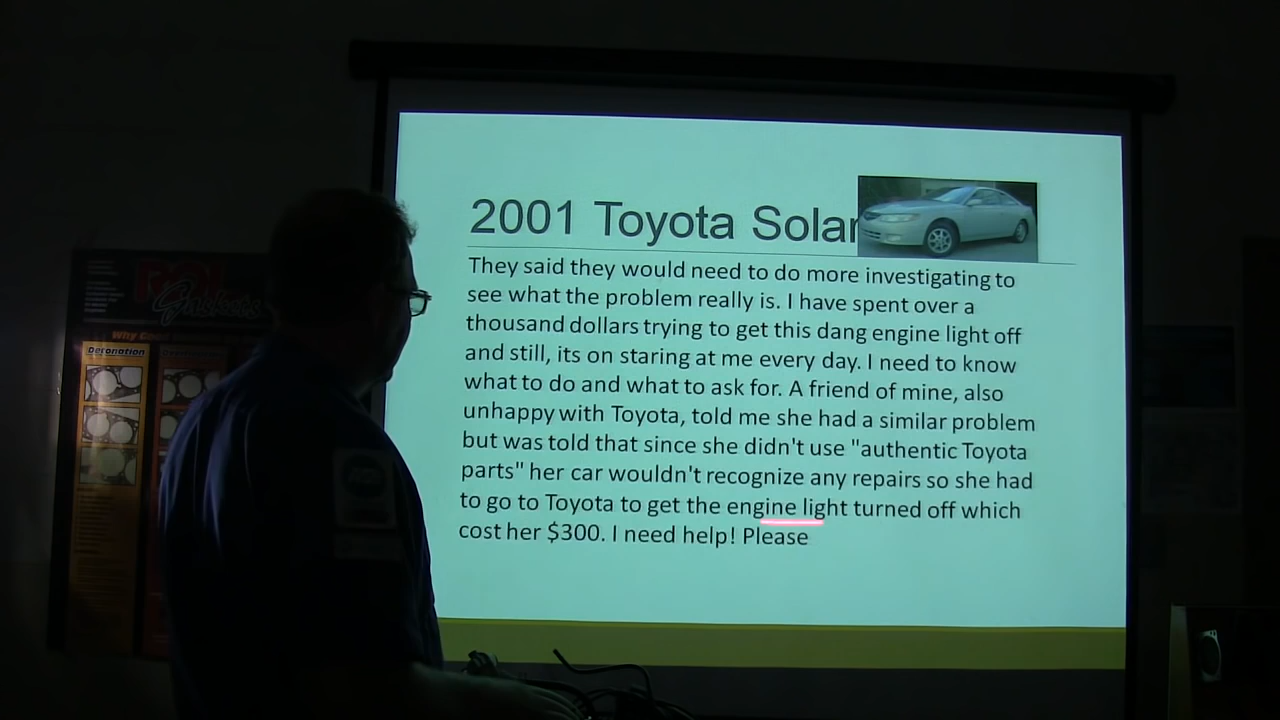 2001 Toyota Solar
They said they would need to do more investigating to
see what the problem really is. I have spent over a
thousand dollars trying to get this dang engine light off
and still, its on staring at me every day. I need to know
what to do and what to ask for. A friend of mine, also
unhappy with Toyota, told me she had a similar problem
but was told that since she didn't use "authentic Toyota
parts" her car wouldn't recognize any repairs so she had
to go to Toyota to get the engine light turned off which
cost her $300. I need help! Please
Gaskets
Why
Detonation